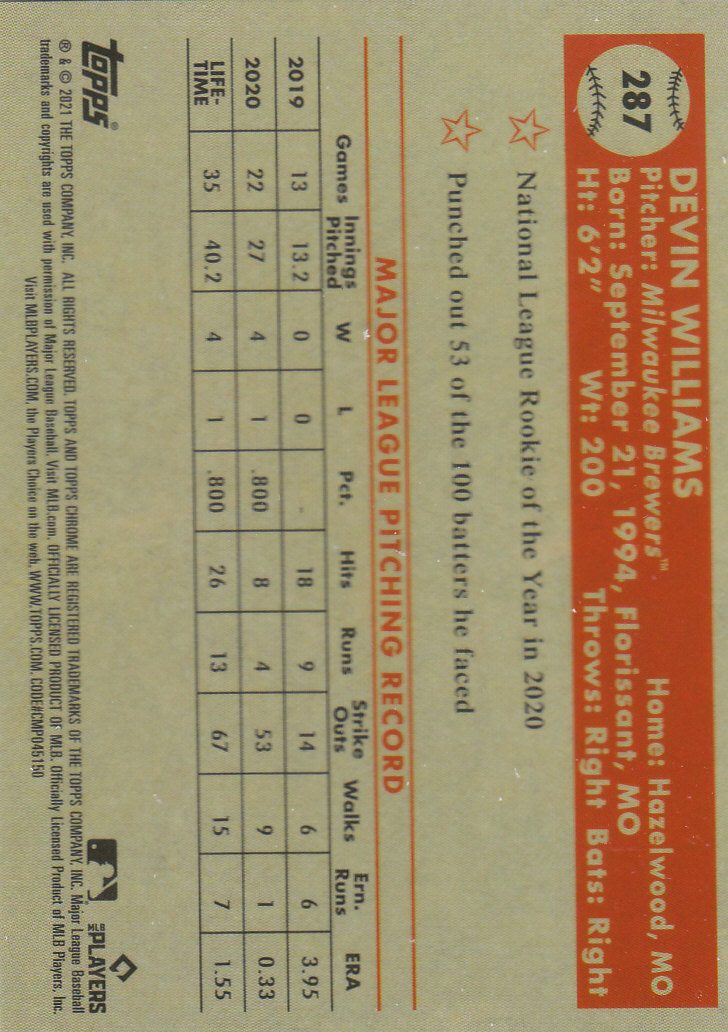 287
DEVIN WILLIAMS
Pitcher: Milwaukee Brewers™ Home: Hazelwood, MO
Born: September 21, 1994, Florissant, MO
Ht: 6'2" Wt: 200 Throws: Right Bats: Right
National League Rookie of the Year in 2020
Punched out 53 of the 100 batters he faced
MAJOR LEAGUE PITCHING RECORD
Games Innings Pitched W L Pct. Hits Runs Strike Outs Walks Ern. Runs ERA
2019 13 13.2 0 0 . 18 9 14 6 6 3.95
2020 22 27 4 1 .800 8 4 53 9 1 0.33
LIFE-TIME 35 40.2 4 1 .800 26 13 67 15 7 1.55
topps®
MLB PLAYERS
® & © 2021 THE TOPPS COMPANY, INC. ALL RIGHTS RESERVED. TOPPS AND TOPPS CHROME ARE REGISTERED TRADEMARKS OF THE TOPPS COMPANY, INC. Major League Baseball
trademarks and copyrights are used with permission of Major League Baseball. Visit MLB.com. OFFICIALLY LICENSED PRODUCT OF MLB. Officially Licensed Product of MLB Players, Inc.
Visit MLBPLAYERS.COM, the Players Choice on the web. WWW.TOPPS.COM. CODE#CMP045150